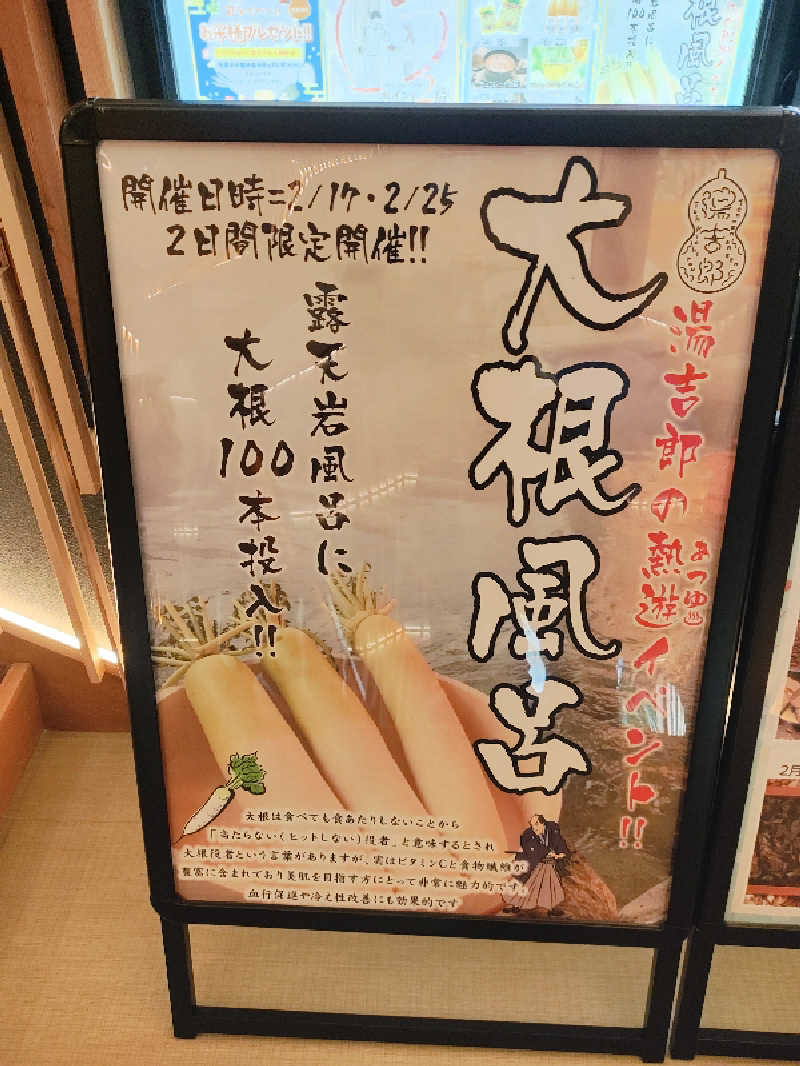 湯吉郎
湯吉郎の熱遊イベント!!
あつゆ
大根風呂
開催日時=2/17・2/25
2日間限定開催!!
露天岩風呂に
大根100本投入!!
大根は食べても食あたりしないことから
「当たらない(ヒットしない)役者」を意味するとされ
大根役者という言葉がありますが、実はビタミンCと食物繊維が
豊富に含まれており美肌を目指す方にとって非常に魅力的です。
血行促進や冷え性改善にも効果的です
根風呂
2月